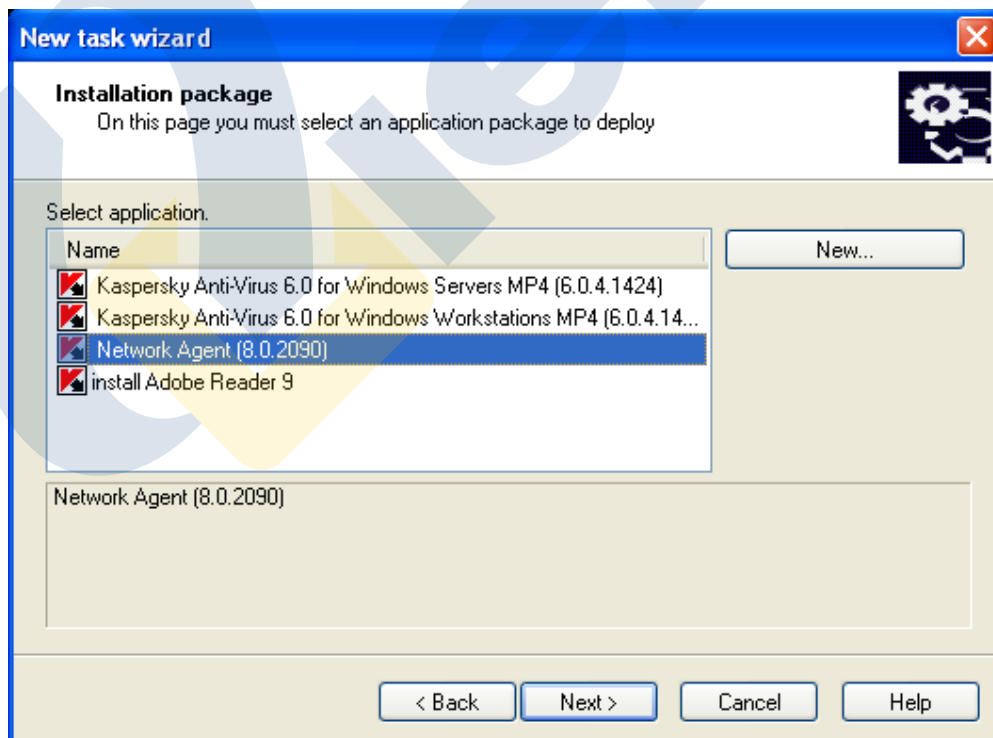 New task wizard
Installation package
On this page you must select an application package to deploy
Select application.
Name
New...
Kaspersky Anti-Virus 6.0 for Windows Servers MP4 (6.0.4.1424)
Kaspersky Anti-Virus 6.0 for Windows Workstations MP4 (6.0.4.14...
Network Agent (8.0.2090)
install Adobe Reader 9
Network Agent (8.0.2090)
< Back Next > Cancel Help